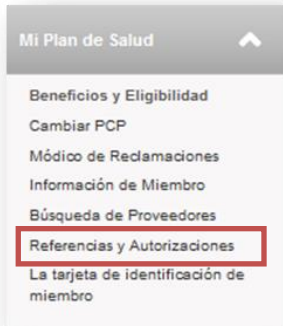 Mi Plan de Salud
Beneficios y Eligibilidad
Cambiar PCP
Módico de Reclamaciones
Información de Miembro
Búsqueda de Proveedores
Referencias y Autorizaciones
La tarjeta de identificación de
miembro